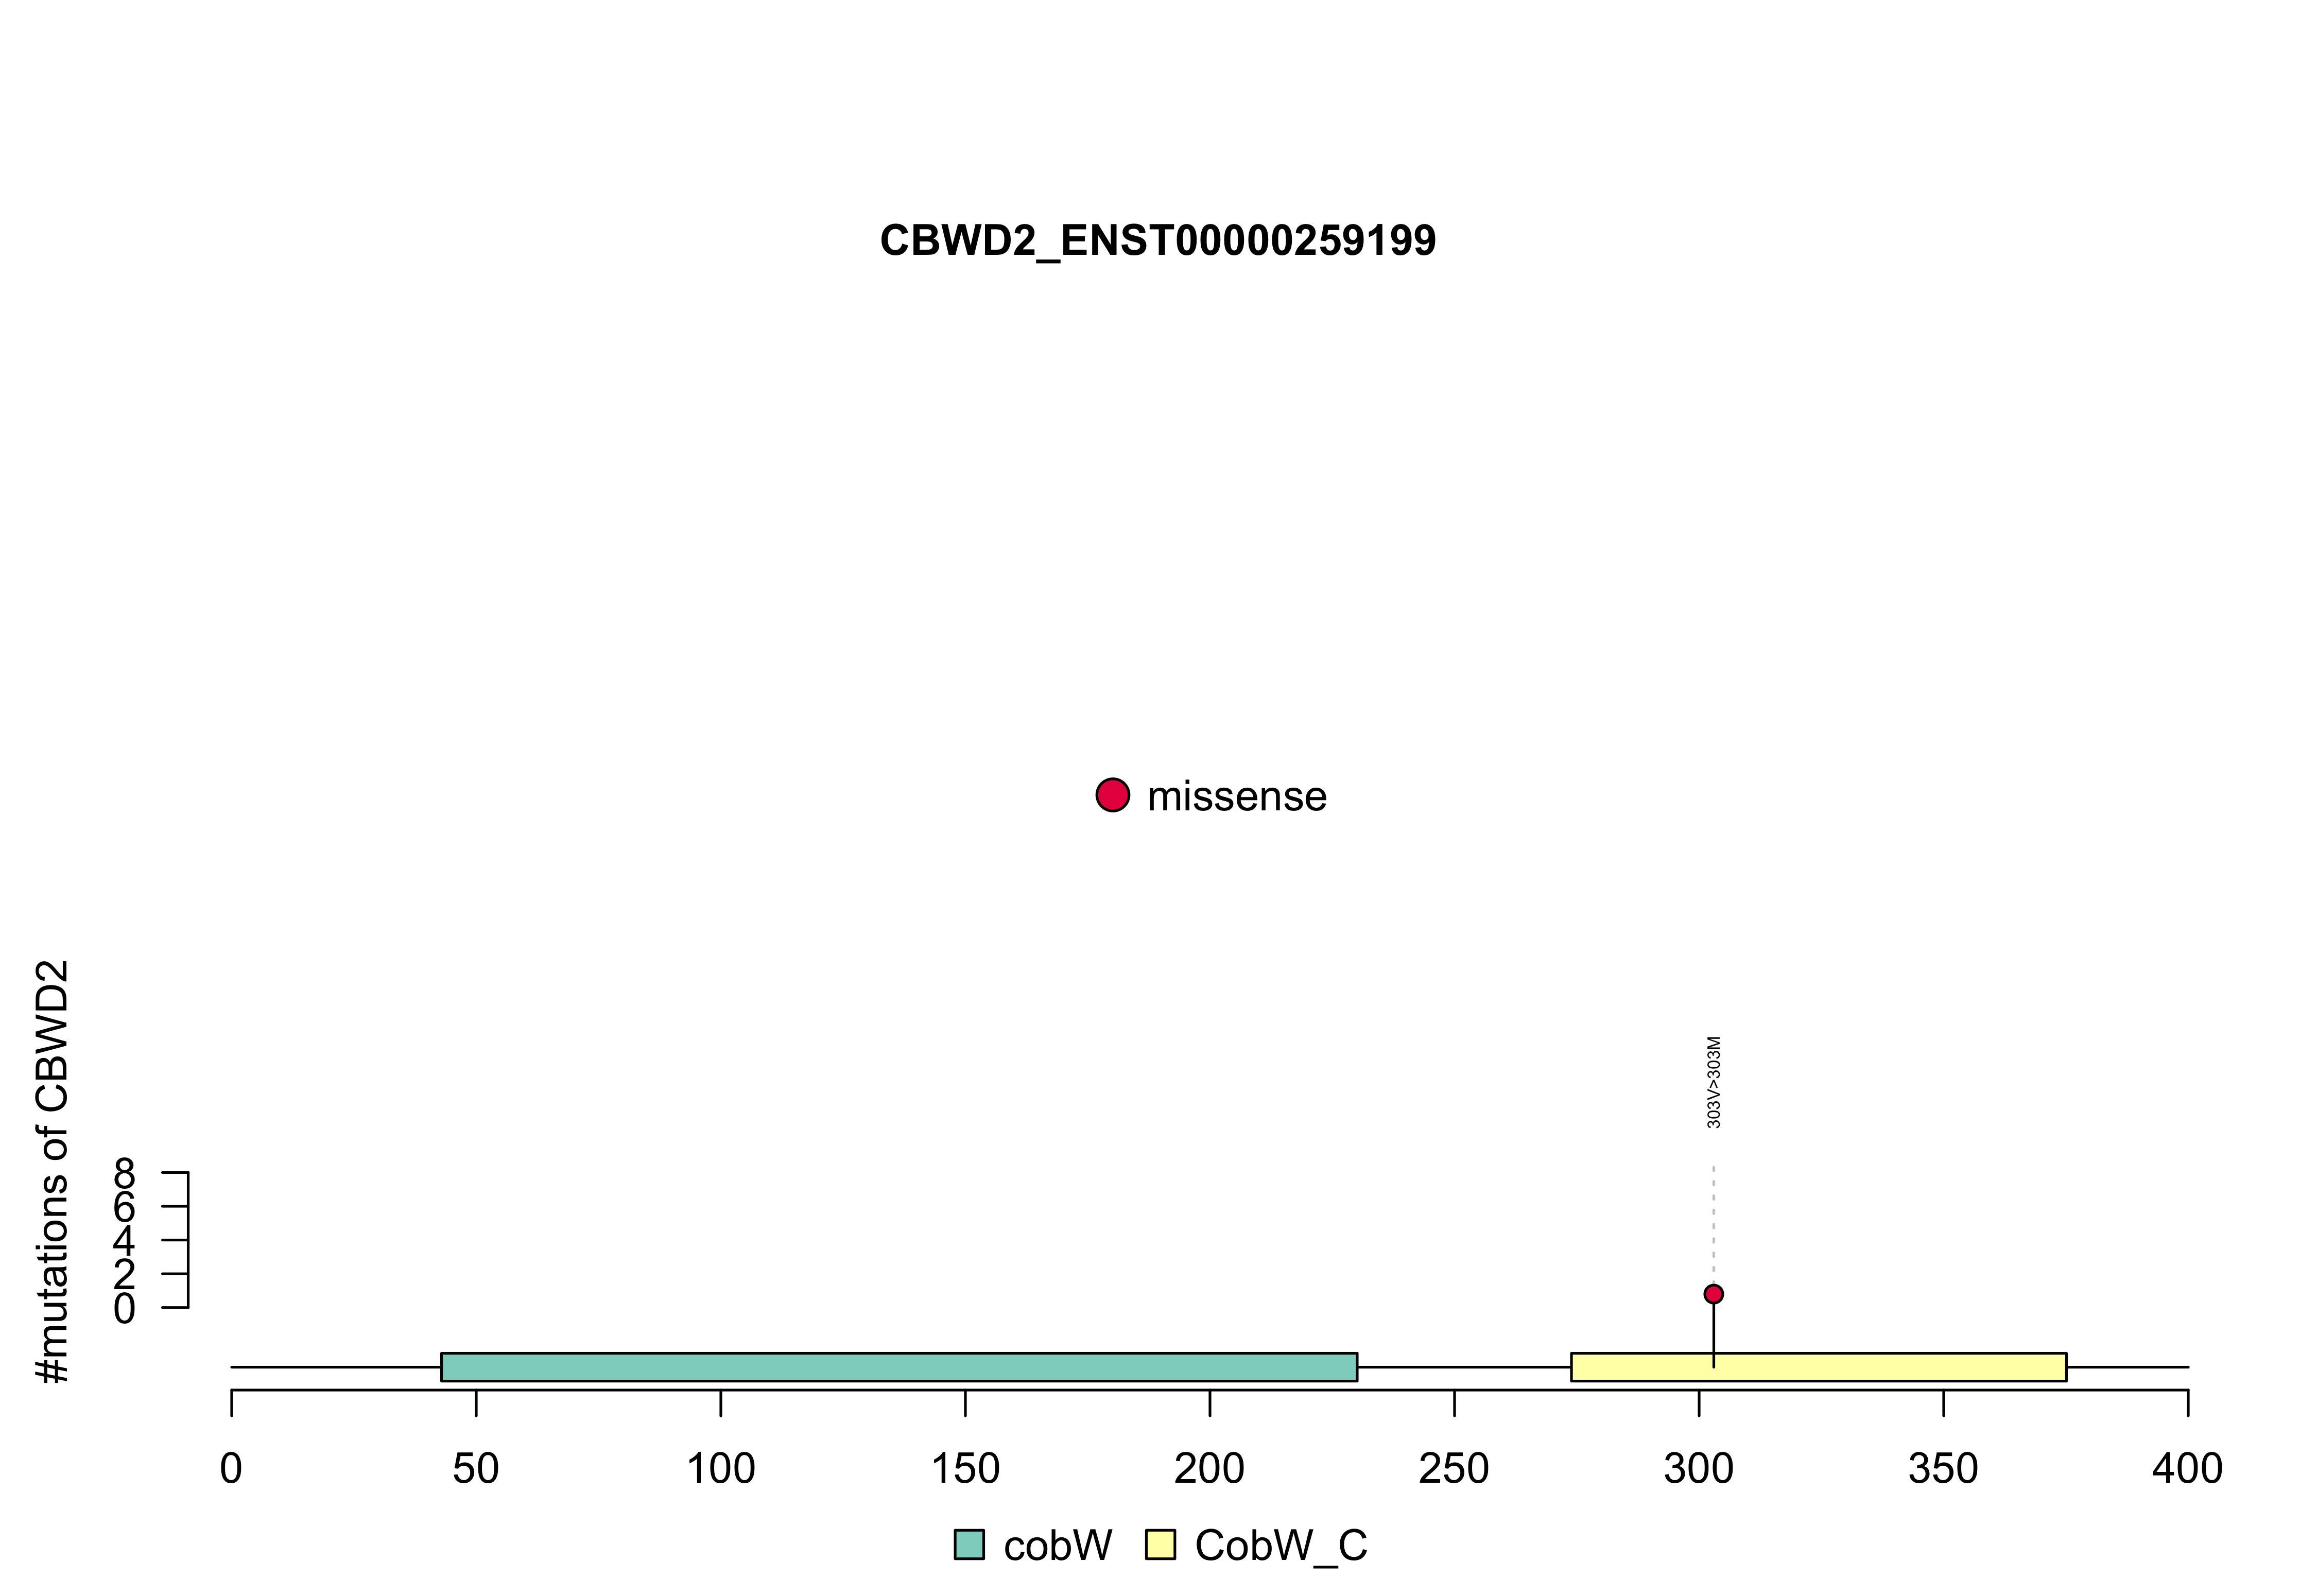 CBWD2_ENST00000259199
missense
#mutations of CBWD2
303V>303M
8
6
4
2
0
0 50 100 150 200 250 300 350 400
cobW CobW_C